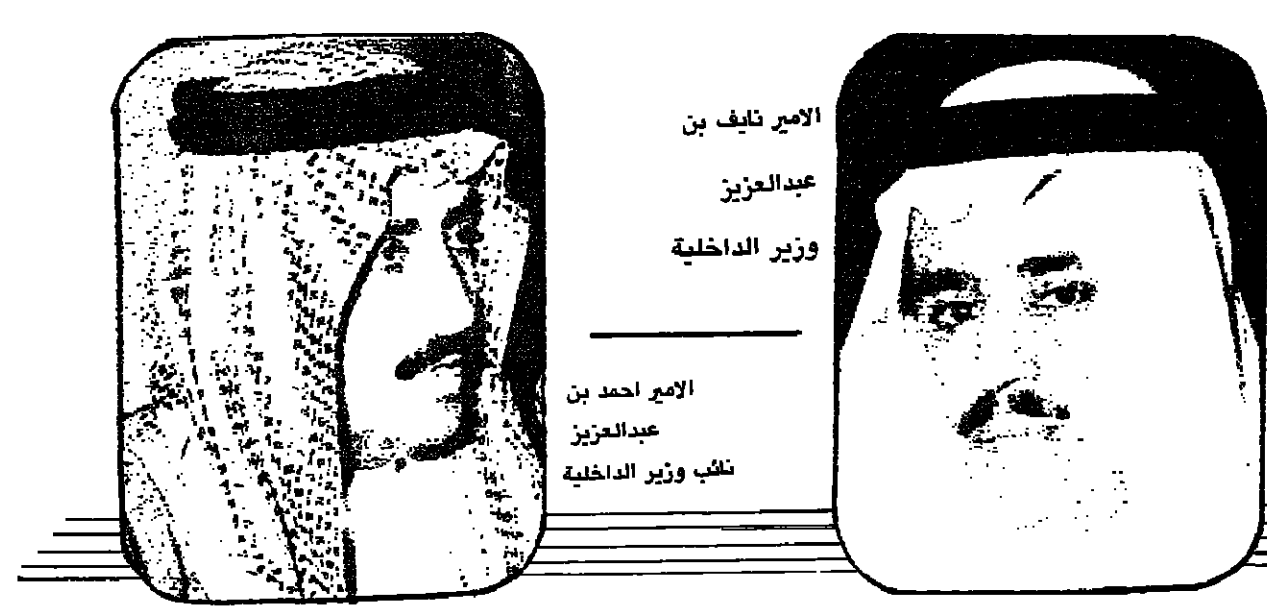 الامير نايف بن
عبدالعزيز
وزير الداخلية
الامير احمد بن
عبدالعزيز
نائب وزير الداخلية